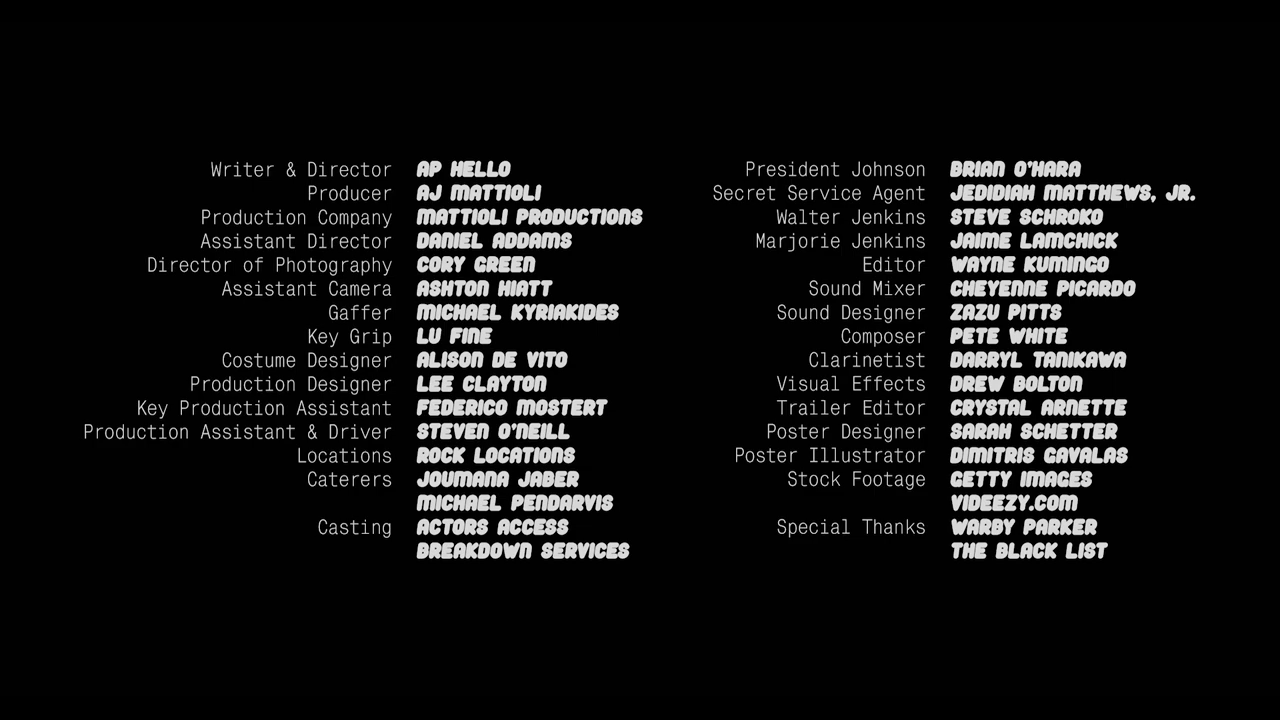 Writer & Director AP HELLO
Producer AJ MATTIOLI
Production Company MATTIOLI PRODUCTIONS
Assistant Director DANIEL ADDAMS
Director of Photography CORY GREEN
Assistant Camera ASHTON HIATT
Gaffer MICHAEL KYRIAKIDES
Key Grip LU FINE
Costume Designer ALISON DE VITO
Production Designer LEE CLAYTON
Key Production Assistant FEDERICO MOSTERT
Production Assistant & Driver STEVEN O'NEILL
Locations ROCK LOCATIONS
Caterers JOUMANA JABER
MICHAEL PENDARVIS
Casting ACTORS ACCESS
BREAKDOWN SERVICES
President Johnson BRIAN O'HARA
Secret Service Agent JEDIDIAH MATTHEWS, JR.
Walter Jenkins STEVE SCHROKO
Marjorie Jenkins JAIME LAMCHICK
Editor WAYNE KUMINGO
Sound Mixer CHEYENNE PICARDO
Sound Designer ZAZU PITTS
Composer PETE WHITE
Clarinetist DARRYL TANIKAWA
Visual Effects DREW BOLTON
Trailer Editor CRYSTAL ARNETTE
Poster Designer SARAH SCHETTER
Poster Illustrator DIMITRIS GAVALAS
Stock Footage GETTY IMAGES
VIDEEZY.COM
Special Thanks WARBY PARKER
THE BLACK LIST